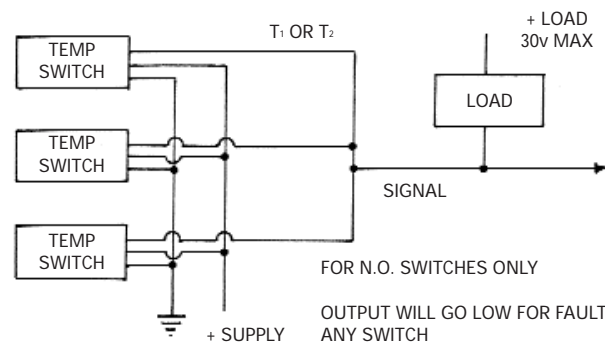 TEMP
SWITCH
T1 OR T2
+ LOAD
30v MAX
LOAD
TEMP
SWITCH
SIGNAL
TEMP
SWITCH
FOR N.O. SWITCHES ONLY
+ SUPPLY
OUTPUT WILL GO LOW FOR FAULT
ANY SWITCH